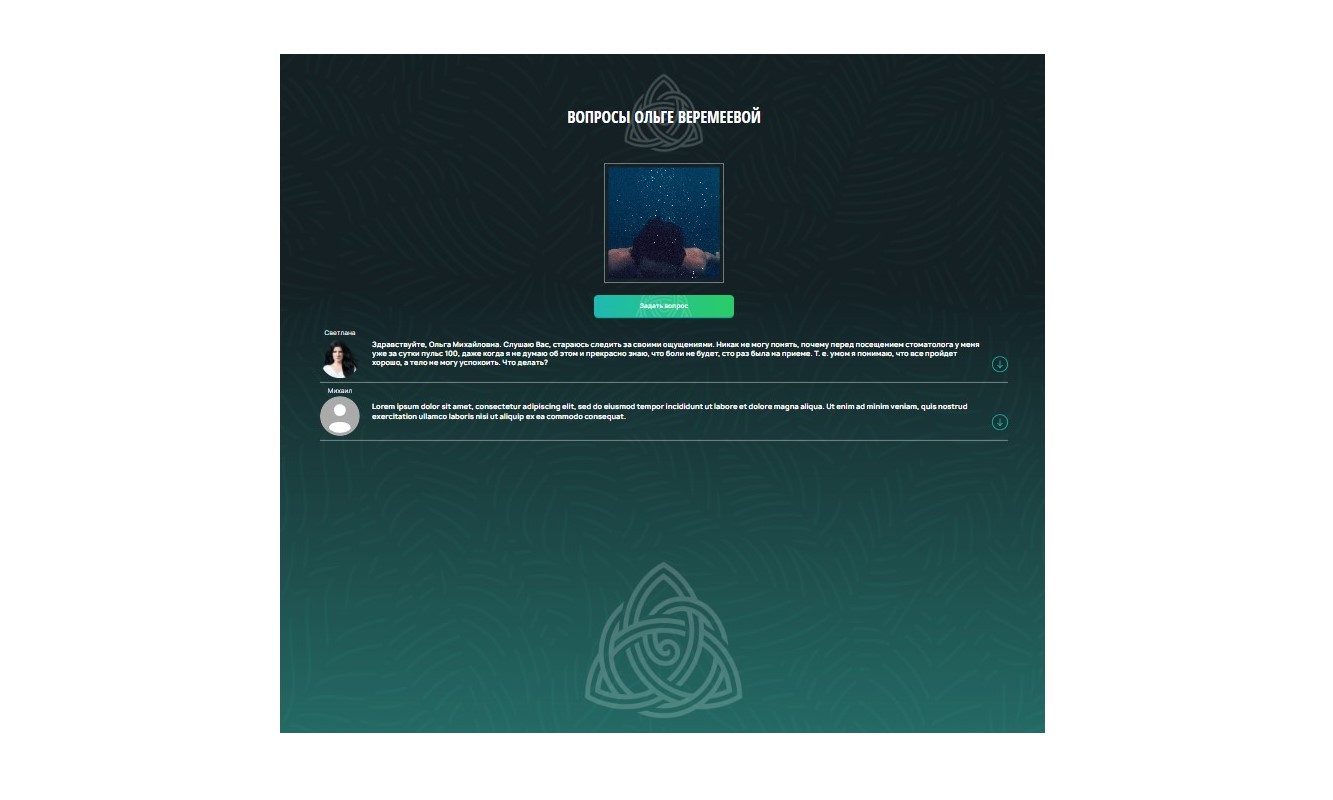 ВОПРОСЫ ОЛЬГЕ ВЕРЕМЕЕВОЙ
Задать вопрос
Светлана
Здравствуйте, Ольга Михайловна. Слушаю Вас, стараюсь следить за своими ощущениями. Никак не могу понять, почему перед посещением стоматолога у меня
уже за сутки пульс 100, даже когда я не думаю об этом и прекрасно знаю, что боли не будет, сто раз была на приеме. Т. е. умом я понимаю, что все пройдет
хорошо, а тело не могу успокоить. Что делать?
Михаил
Lorem ipsum dolor sit amet, consectetur adipiscing elit, sed do eiusmod tempor incididunt ut labore et dolore magna aliqua. Ut enim ad minim veniam, quis nostrud
exercitation ullamco laboris nisi ut aliquip ex ea commodo consequat.